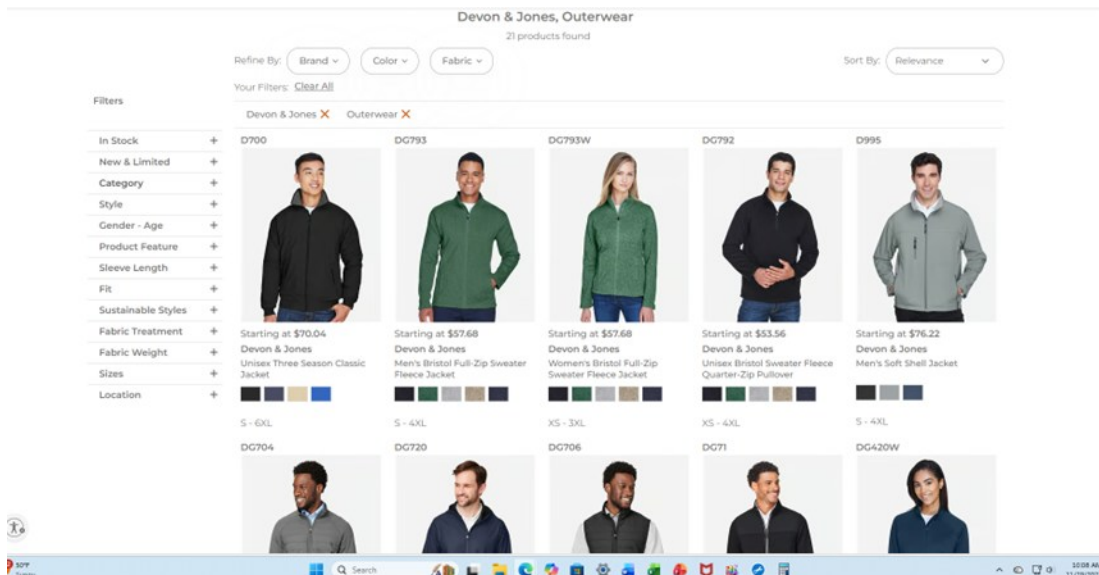 Devon & Jones, Outerwear
21 products found
Refine By: Brand Color Fabric Sort By: Relevance
Your Filters: Clear All
Filters
Devon & Jones X Outerwear X
In Stock +
New & Limited +
Category +
Style +
Gender - Age +
Product Feature +
Sleeve Length +
Fit +
Sustainable Styles +
Fabric Treatment +
Fabric Weight +
Sizes +
Location +
D700
Starting at $70.04
Devon & Jones
Unisex Three Season Classic
Jacket
S - 6XL
DG793
Starting at $57.68
Devon & Jones
Men's Bristol Full-Zip Sweater
Fleece Jacket
S - 4XL
DG793W
Starting at $57.68
Devon & Jones
Women's Bristol Full-Zip
Sweater Fleece Jacket
XS - 3XL
DG792
Starting at $53.56
Devon & Jones
Unisex Bristol Sweater Fleece
Quarter-Zip Pullover
XS - 4XL
D995
Starting at $76.22
Devon & Jones
Men's Soft Shell Jacket
S - 4XL
DG704
DG720
DG706
DG71
DG420W
50°F
Search
10:08 AM